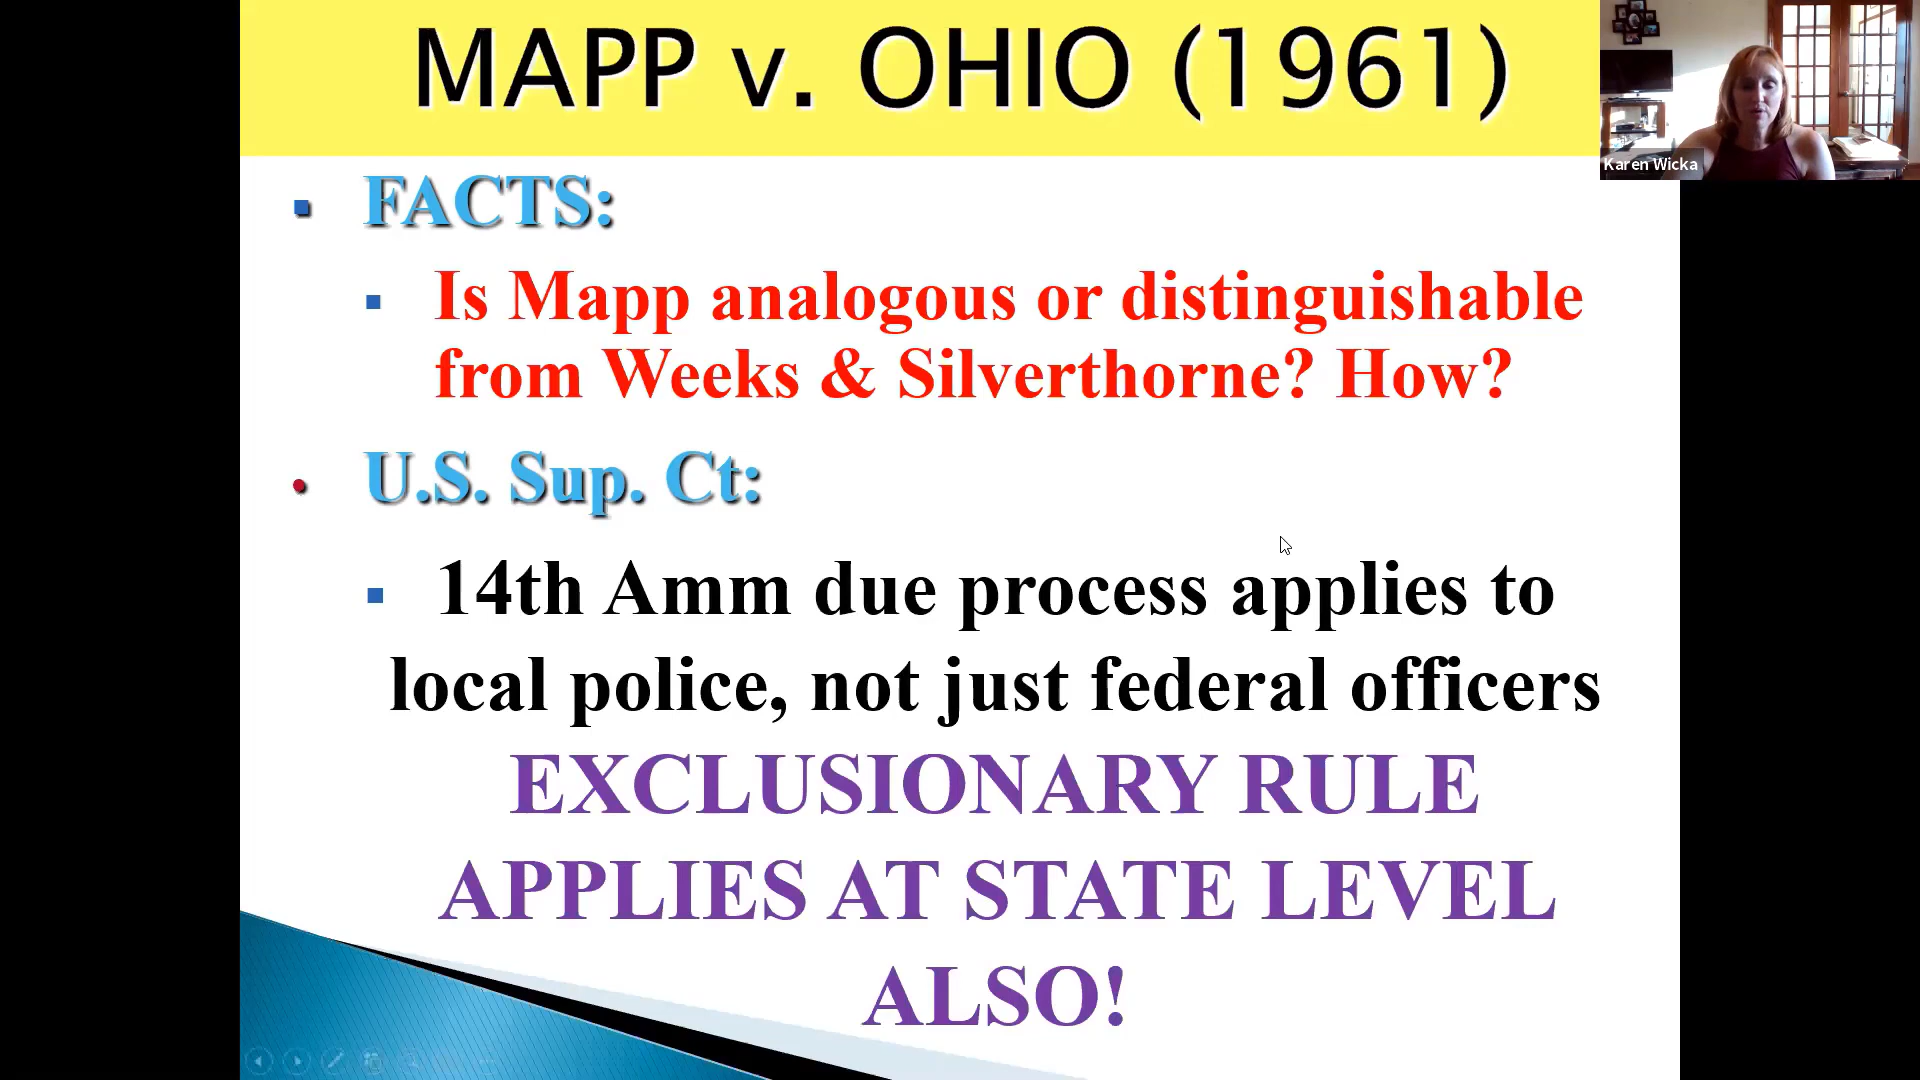 MAPP v. OHIO (1961)
Karen Wicka
FACTS:
Is Mapp analogous or distinguishable
from Weeks & Silverthorne? How?
U.S. Sup. Ct:
14th Amm due process applies to
local police, not just federal officers
EXCLUSIONARY RULE
APPLIES AT STATE LEVEL
ALSO!